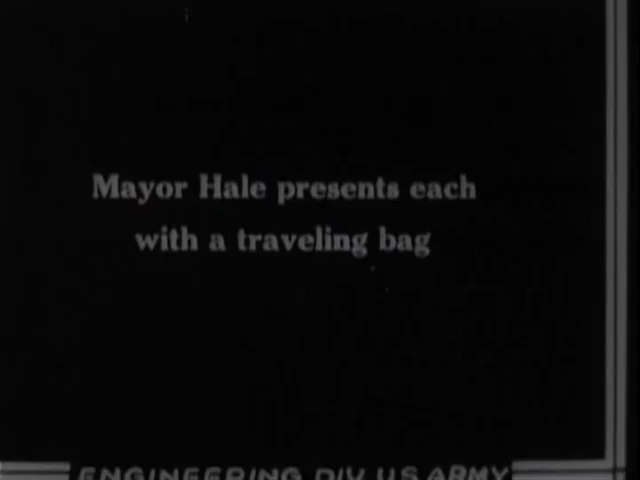 Mayor Hale presents each
with a traveling bag
ENGINEERING DIV. U.S. ARMY